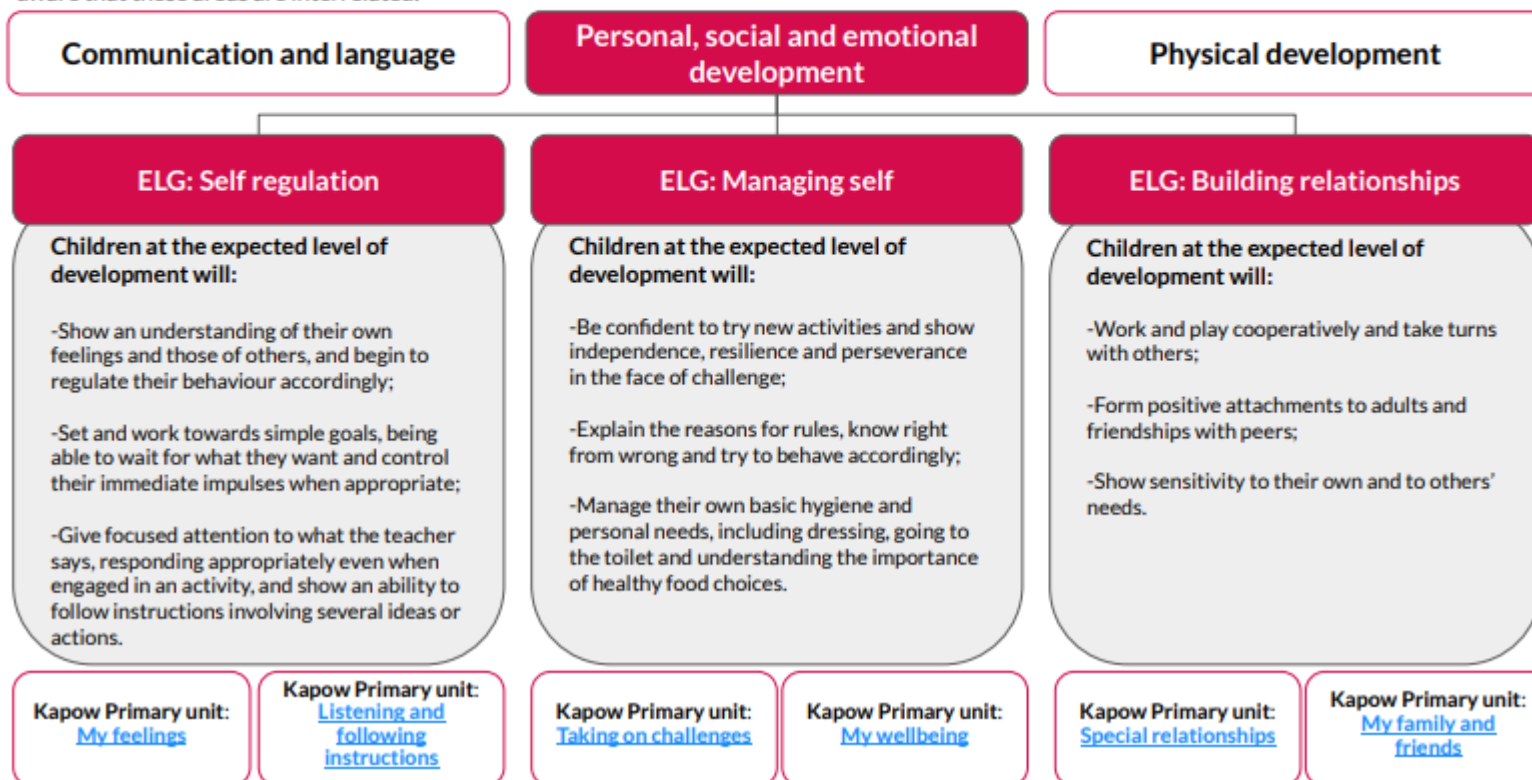 aware that these areas are interrelated.
Communication and language
Personal, social and emotional
development
Physical development
ELG: Self regulation
Children at the expected level of
development will:
-Show an understanding of their own
feelings and those of others, and begin to
regulate their behaviour accordingly;
-Set and work towards simple goals, being
able to wait for what they want and control
their immediate impulses when appropriate;
-Give focused attention to what the teacher
says, responding appropriately even when
engaged in an activity, and show an ability to
follow instructions involving several ideas or
actions.
ELG: Managing self
Children at the expected level of
development will:
-Be confident to try new activities and show
independence, resilience and perseverance
in the face of challenge;
-Explain the reasons for rules, know right
from wrong and try to behave accordingly;
-Manage their own basic hygiene and
personal needs, including dressing, going to
the toilet and understanding the importance
of healthy food choices.
ELG: Building relationships
Children at the expected level of
development will:
-Work and play cooperatively and take turns
with others;
-Form positive attachments to adults and
friendships with peers;
-Show sensitivity to their own and to others’
needs.
Kapow Primary unit:
My feelings
Kapow Primary unit:
Listening and
following
instructions
Kapow Primary unit:
Taking on challenges
Kapow Primary unit:
My wellbeing
Kapow Primary unit:
Special relationships
Kapow Primary unit:
My family and
friends